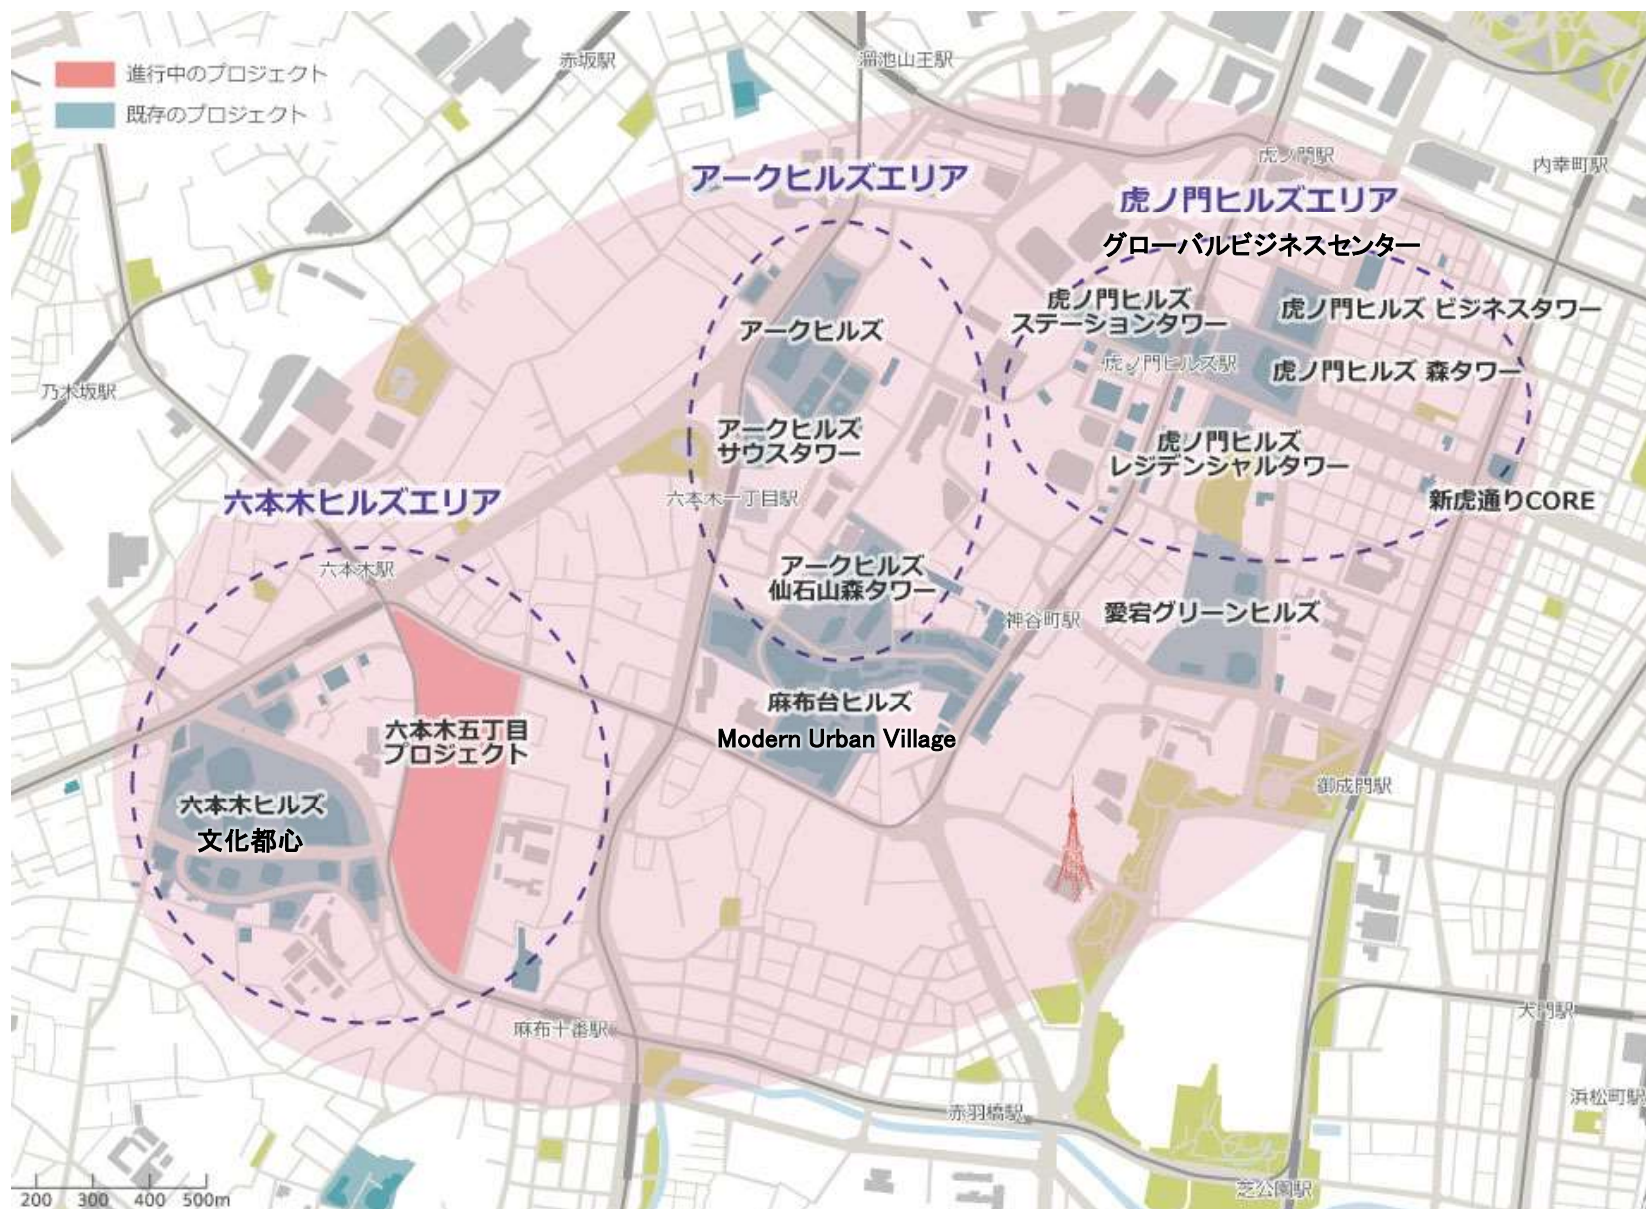 進行中のプロジェクト
既存のプロジェクト
赤坂駅
溜池山王駅
虎ノ門駅
内幸町駅
アークヒルズエリア
虎ノ門ヒルズエリア
グローバルビジネスセンター
虎ノ門ヒルズ
ステーションタワー
虎ノ門ヒルズ ビジネスタワー
アークヒルズ
虎ノ門ヒルズ駅
虎ノ門ヒルズ 森タワー
乃木坂駅
アークヒルズ
サウスタワー
虎ノ門ヒルズ
レジデンシャルタワー
六本木ヒルズエリア
六本木一丁目駅
新虎通りCORE
六本木駅
アークヒルズ
仙石山森タワー
神谷町駅
愛宕グリーンヒルズ
麻布台ヒルズ
Modern Urban Village
六本木五丁目
プロジェクト
御成門駅
六本木ヒルズ
文化都心
麻布十番駅
大門駅
浜松町駅
赤羽橋駅
芝公園駅
200 300 400 500m